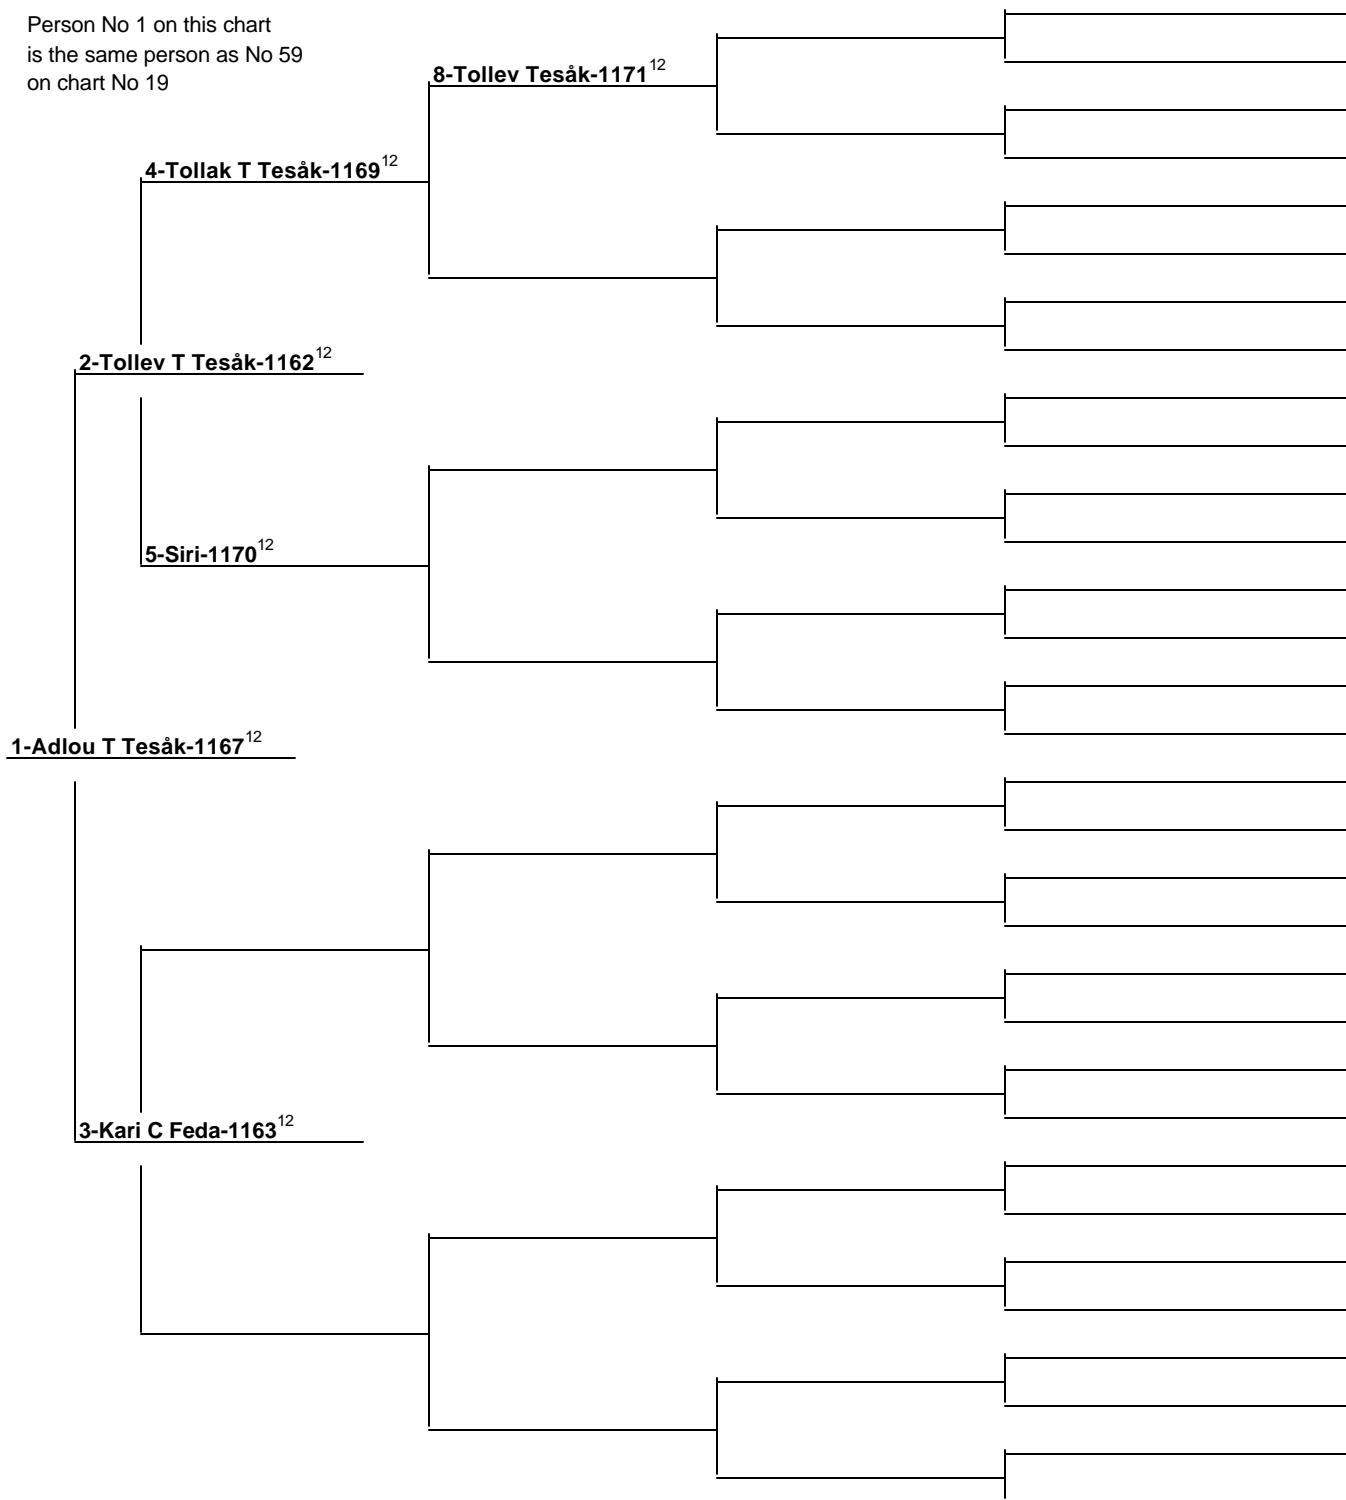 Person No 1 on this chart
is the same person as No 59
on chart No 19
8-Tollev Tesåk-1171¹²
4-Tollak T Tesåk-1169¹²
2-Tollev T Tesåk-1162¹²
5-Siri-1170¹²
1-Adlou T Tesåk-1167¹²
3-Kari C Feda-1163¹²